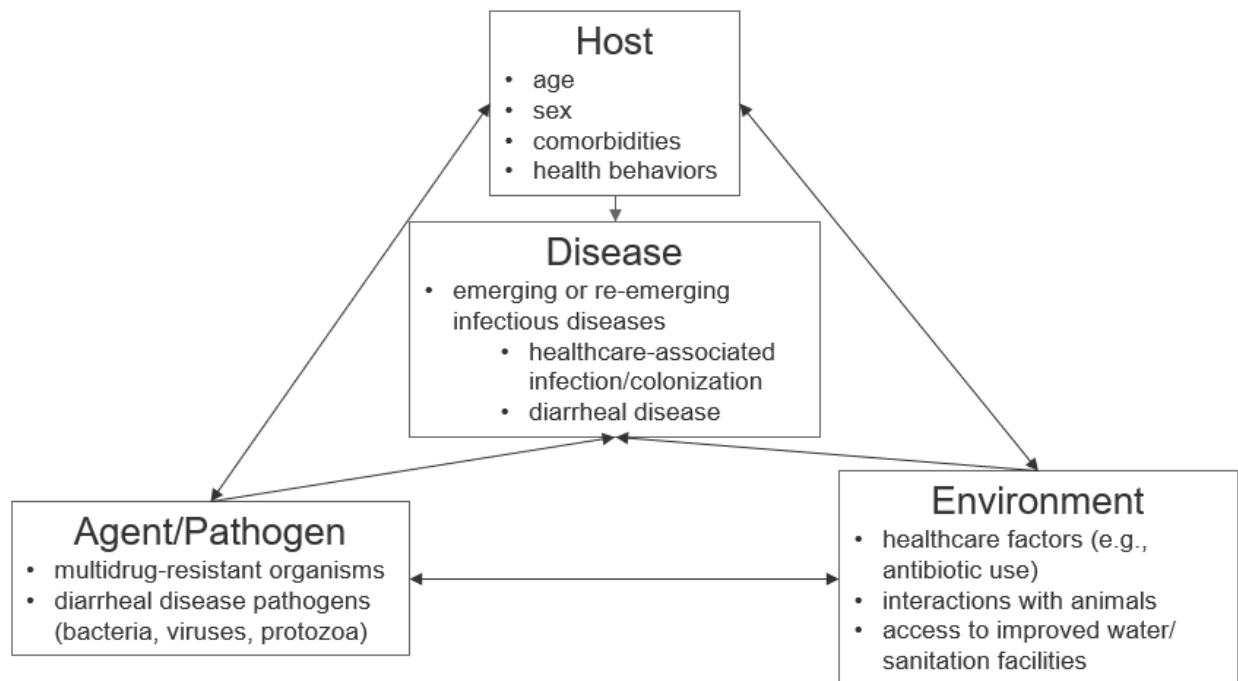 Host
• age
• sex
• comorbidities
• health behaviors
Disease
• emerging or re-emerging
infectious diseases
• healthcare-associated
infection/colonization
• diarrheal disease
Agent/Pathogen
• multidrug-resistant organisms
• diarrheal disease pathogens
(bacteria, viruses, protozoa)
Environment
• healthcare factors (e.g.,
antibiotic use)
• interactions with animals
• access to improved water/
sanitation facilities